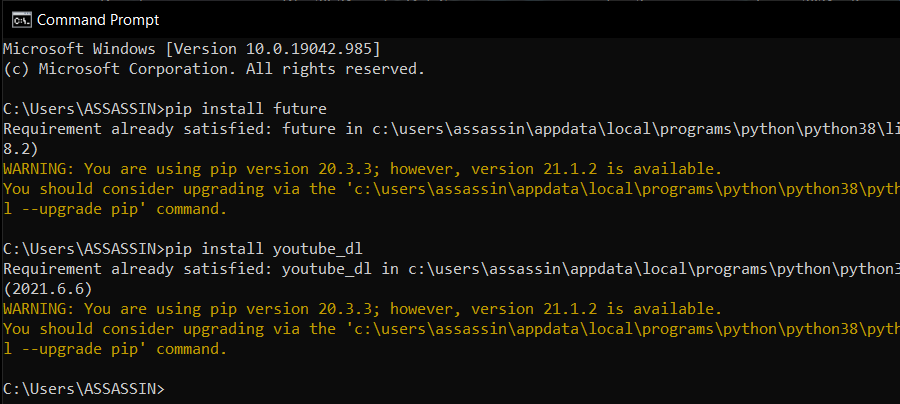 Command Prompt
Microsoft Windows [Version 10.0.19042.985]
(c) Microsoft Corporation. All rights reserved.
C:\Users\ASSASSIN>pip install future
Requirement already satisfied: future in c:\users\assassin\appdata\local\programs\python\python38\li
8.2)
WARNING: You are using pip version 20.3.3; however, version 21.1.2 is available.
You should consider upgrading via the 'c:\users\assassin\appdata\local\programs\python\python38\pyth
l --upgrade pip' command.
C:\Users\ASSASSIN>pip install youtube_dl
Requirement already satisfied: youtube_dl in c:\users\assassin\appdata\local\programs\python\python3
(2021.6.6)
WARNING: You are using pip version 20.3.3; however, version 21.1.2 is available.
You should consider upgrading via the 'c:\users\assassin\appdata\local\programs\python\python38\pyth
l --upgrade pip' command.
C:\Users\ASSASSIN>